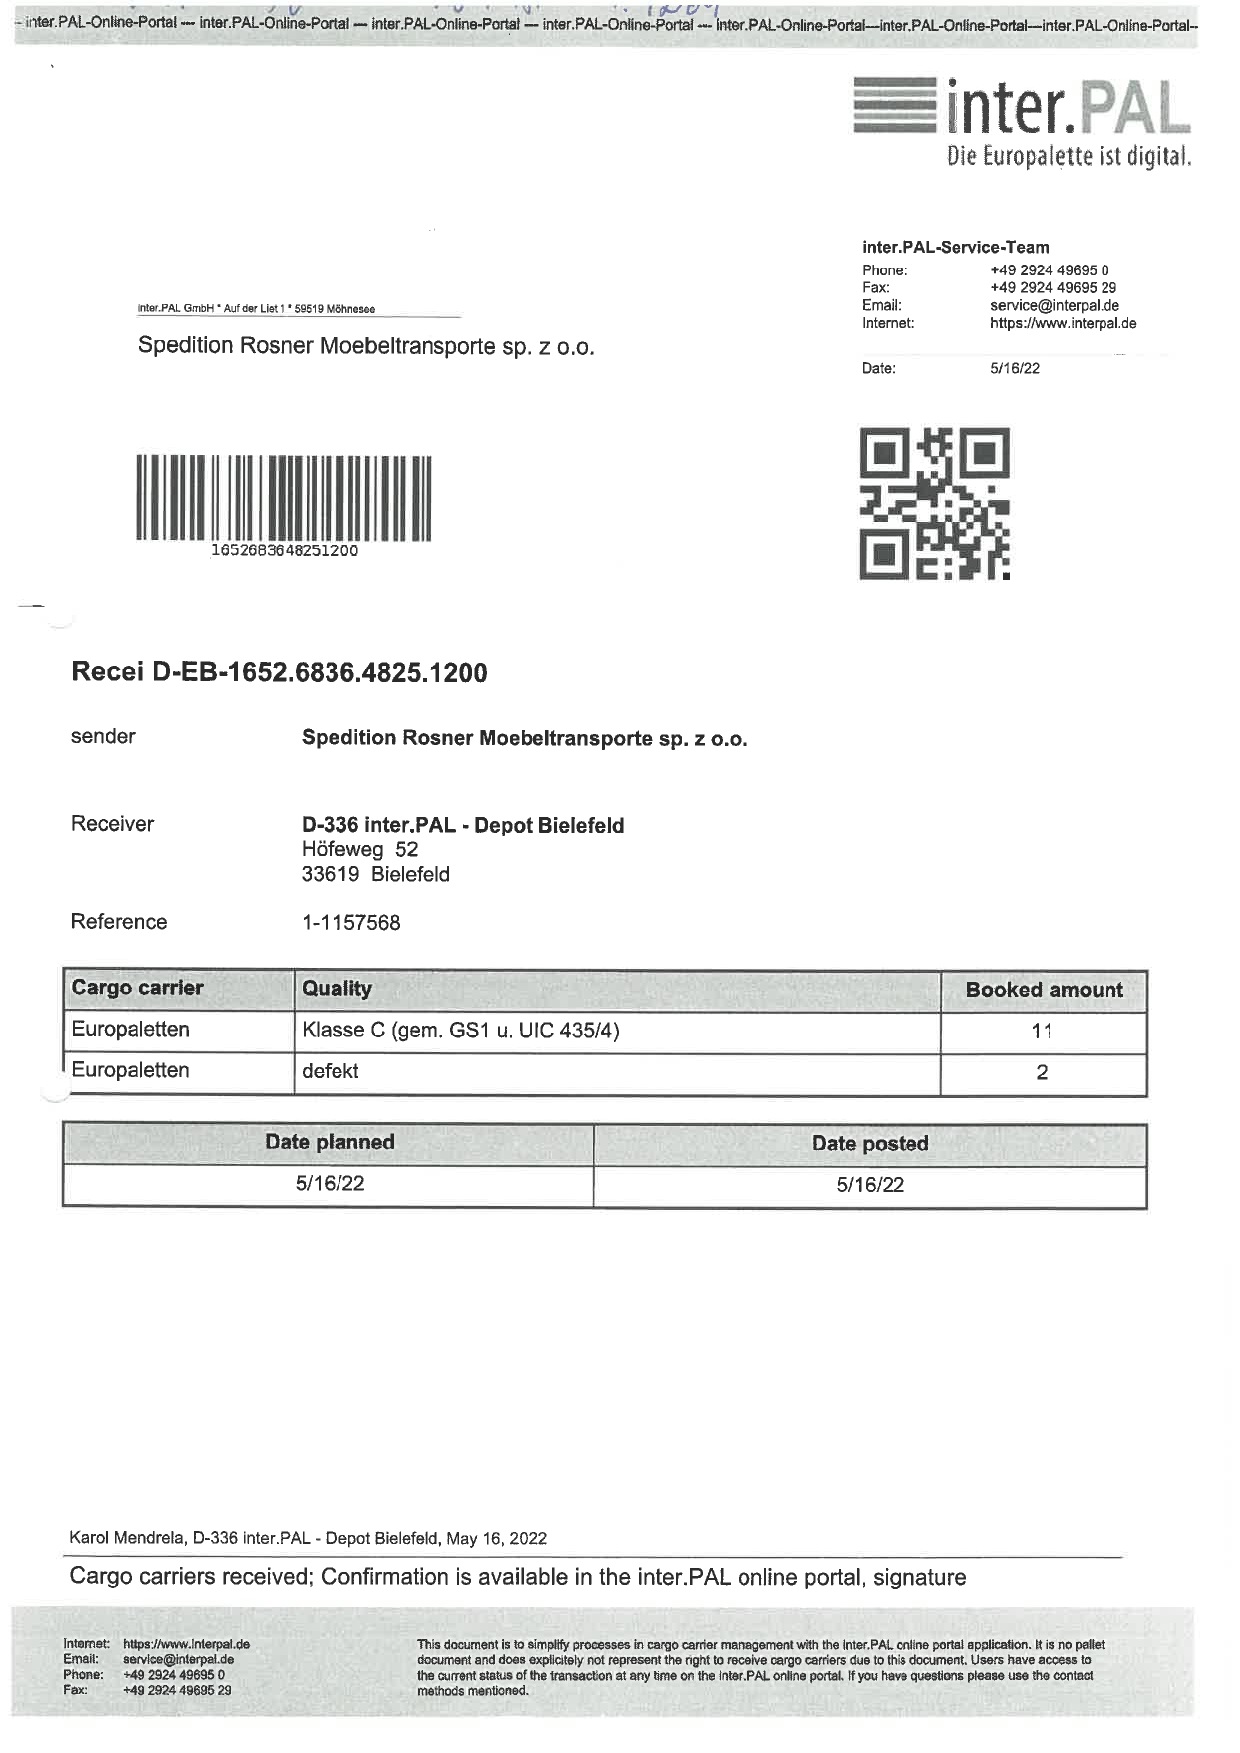 - inter.PAL-Online-Portal — inter.PAL-Online-Portal — inter.PAL-Online-Portal — inter.PAL-Online-Portal — inter.PAL-Online-Portal—inter.PAL-Online-Portal—inter.PAL-Online-Portal-
inter.PAL
Die Europalette ist digital.
inter.PAL-Service-Team
Phone: +49 2924 49695 0
Fax: +49 2924 49695 29
Email: service@interpal.de
Internet: https://www.interpal.de
inter.PAL GmbH * Auf der Liet 1 * 59519 Möhnesee
Spedition Rosner Moebeltransporte sp. z o.o.
Date: 5/16/22
1652683648251200
Recei D-EB-1652.6836.4825.1200
sender Spedition Rosner Moebeltransporte sp. z o.o.
Receiver D-336 inter.PAL - Depot Bielefeld
Höfeweg 52
33619 Bielefeld
Reference 1-1157568
Cargo carrier Quality Booked amount
Europaletten Klasse C (gem. GS1 u. UIC 435/4) 11
Europaletten defekt 2
Date planned Date posted
5/16/22 5/16/22
Karol Mendrela, D-336 inter.PAL - Depot Bielefeld, May 16, 2022
Cargo carriers received; Confirmation is available in the inter.PAL online portal, signature
Internet: https://www.interpal.de
Email: service@interpal.de
Phone: +49 2924 49695 0
Fax: +49 2924 49695 29
This document is to simplify processes in cargo carrier management with the inter.PAL online portal application. It is no pallet
document and does explicitely not represent the right to receive cargo carriers due to this document. Users have access to
the current status of the transaction at any time on the inter.PAL online portal. If you have questions please use the contact
methods mentioned.